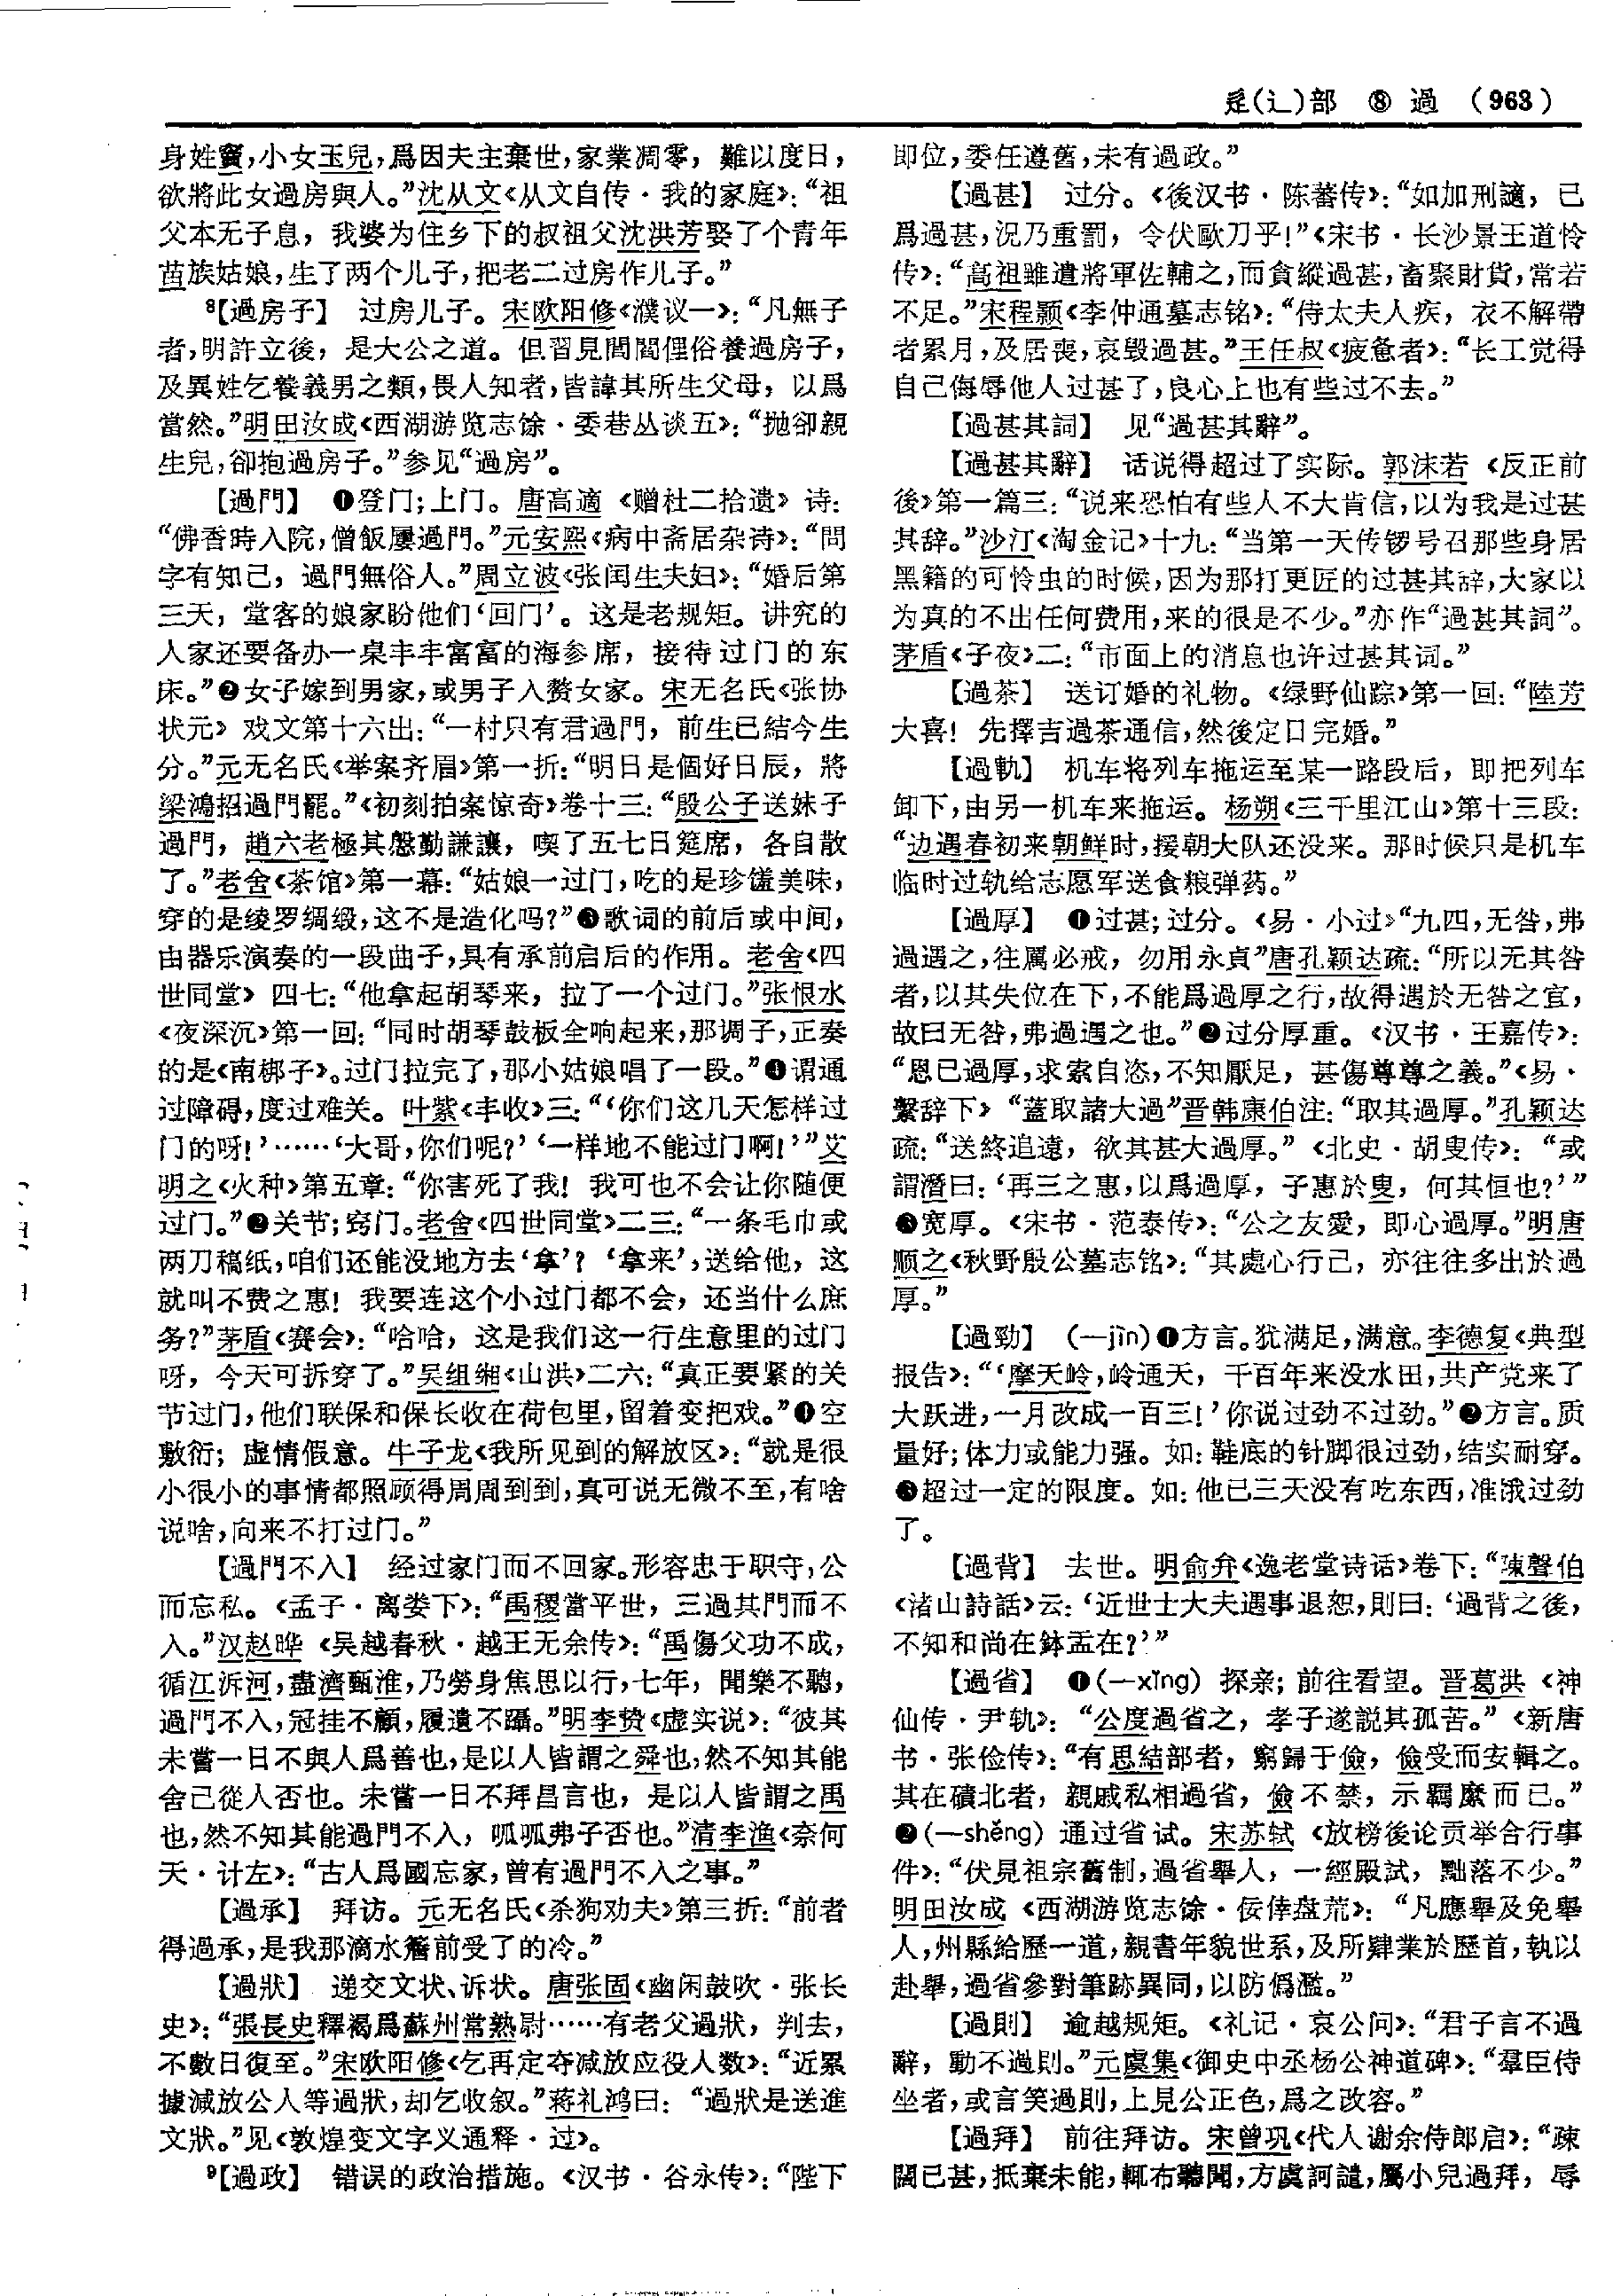 辵(辶)部 ⑨ 過 (963)
身姓竇,小女玉兒,爲因夫主棄世,家業凋零,難以度日,
欲將此女過房與人。”沈从文《从文自传·我的家庭》:“祖
父本无子息,我婆为住乡下的叔祖父沈洪芳娶了个青年
苗族姑娘,生了两个儿子,把老二过房作儿子。”
⁸【過房子】 过房儿子。宋欧阳修《濮议一》:“凡無子
者,明許立後,是大公之道。但習見閭閻俚俗養過房子,
及異姓乞養義男之類,畏人知者,皆諱其所生父母,以爲
當然。”明田汝成《西湖游览志馀·委巷丛谈五》:“抛卻親
生兒,卻抱過房子。”参见“過房”。
【過門】 ❶登门;上门。唐高適《赠杜二拾遗》诗:
“佛香時入院,僧飯屢過門。”元安熙《病中斋居杂诗》:“問
字有知己,過門無俗人。”周立波《张闰生夫妇》:“婚后第
三天,堂客的娘家盼他们‘回门’。这是老规矩。讲究的
人家还要备办一桌丰丰富富的海参席,接待过门的东
床。”❷女子嫁到男家,或男子入赘女家。宋无名氏《张协
状元》戏文第十六出:“一村只有君過門,前生已結今生
分。”元无名氏《举案齐眉》第一折:“明日是個好日辰,將
梁鴻招過門罷。”《初刻拍案惊奇》卷十三:“殷公子送妹子
過門,趙六老極其慇勤謙讓,喫了五七日筵席,各自散
了。”老舍《茶馆》第一幕:“姑娘一过门,吃的是珍馐美味,
穿的是绫罗绸缎,这不是造化吗?”❸歌词的前后或中间,
由器乐演奏的一段曲子,具有承前启后的作用。老舍《四
世同堂》四七:“他拿起胡琴来,拉了一个过门。”张恨水
《夜深沉》第一回:“同时胡琴鼓板全响起来,那调子,正奏
的是《南梆子》。过门拉完了,那小姑娘唱了一段。”❹谓通
过障碍,度过难关。叶紫《丰收》三:“‘你们这几天怎样过
门的呀!’……‘大哥,你们呢?’‘一样地不能过门啊!’”艾
明之《火种》第五章:“你害死了我!我可也不会让你随便
过门。”❷关节;窍门。老舍《四世同堂》二三:“一条毛巾或
两刀稿纸,咱们还能没地方去‘拿’?‘拿来’,送给他,这
就叫不费之惠!我要连这个小过门都不会,还当什么庶
务?”茅盾《赛会》:“哈哈,这是我们这一行生意里的过门
呀,今天可拆穿了。”吴组缃《山洪》二六:“真正要紧的关
节过门,他们联保和保长收在荷包里,留着变把戏。”❶空
敷衍;虚情假意。牛子龙《我所见到的解放区》:“就是很
小很小的事情都照顾得周周到到,真可说无微不至,有啥
说啥,向来不打过门。”
【過門不入】 经过家门而不回家。形容忠于职守,公
而忘私。《孟子·离娄下》:“禹稷當平世,三過其門而不
入。”汉赵晔《吴越春秋·越王无余传》:“禹傷父功不成,
循江泝河,盡濟甄淮,乃勞身焦思以行,七年,聞樂不聽,
過門不入,冠挂不顧,履遺不躡。”明李贽《虚实说》:“彼其
未嘗一日不與人爲善也,是以人皆謂之舜也,然不知其能
舍己從人否也。未嘗一日不拜昌言也,是以人皆謂之禹
也,然不知其能過門不入,呱呱弗子否也。”清李渔《奈何
天·计左》:“古人爲國忘家,曾有過門不入之事。”
【過承】 拜访。元无名氏《杀狗劝夫》第三折:“前者
得過承,是我那滴水簷前受了的冷。”
【過狀】 递交文状、诉状。唐张固《幽闲鼓吹·张长
史》:“張長史釋褐爲蘇州常熟尉……有老父過狀,判去,
不數日復至。”宋欧阳修《乞再定夺减放应役人数》:“近累
據減放公人等過狀,却乞收叙。”蒋礼鸿曰:“過狀是送進
文狀。”见《敦煌变文字义通释·过》。
⁹【過政】 错误的政治措施。《汉书·谷永传》:“陛下
即位,委任遵舊,未有過政。”
【過甚】 过分。《後汉书·陈蕃传》:“如加刑讁,已
爲過甚,況乃重罰,令伏歐刀乎!”《宋书·长沙景王道怜
传》:“高祖雖遣將軍佐輔之,而貪縱過甚,畜聚財貨,常若
不足。”宋程颢《李仲通墓志铭》:“侍太夫人疾,衣不解帶
者累月,及居喪,哀毀過甚。”王任叔《疲惫者》:“长工觉得
自己侮辱他人过甚了,良心上也有些过不去。”
【過甚其詞】 见“過甚其辭”。
【過甚其辭】 话说得超过了实际。郭沫若《反正前
後》第一篇三:“说来恐怕有些人不大肯信,以为我是过甚
其辞。”沙汀《淘金记》十九:“当第一天传锣号召那些身居
黑籍的可怜虫的时候,因为那打更匠的过甚其辞,大家以
为真的不出任何费用,来的很是不少。”亦作“過甚其詞”。
茅盾《子夜》二:“市面上的消息也许过甚其词。”
【過茶】 送订婚的礼物。《绿野仙踪》第一回:“陸芳
大喜!先擇吉過茶通信,然後定日完婚。”
【過軌】 机车将列车拖运至某一路段后,即把列车
卸下,由另一机车来拖运。杨朔《三千里江山》第十三段:
“边遇春初来朝鲜时,援朝大队还没来。那时候只是机车
临时过轨给志愿军送食粮弹药。”
【過厚】 ❶过甚;过分。《易·小过》“九四,无咎,弗
過遇之,往厲必戒,勿用永貞”唐孔颖达疏:“所以无其咎
者,以其失位在下,不能爲過厚之行,故得遇於无咎之宜,
故曰无咎,弗過遇之也。”❷过分厚重。《汉书·王嘉传》:
“恩已過厚,求索自恣,不知厭足,甚傷尊尊之義。”《易·
繫辞下》“蓋取諸大過”晋韩康伯注:“取其過厚。”孔颖达
疏:“送終追遠,欲其甚大過厚。”《北史·胡叟传》:“或
謂潛曰:‘再三之惠,以爲過厚,子惠於叟,何其恒也?’”
❸宽厚。《宋书·范泰传》:“公之友愛,即心過厚。”明唐
顺之《秋野殷公墓志铭》:“其處心行己,亦往往多出於過
厚。”
【過勁】 (—jìn)❶方言。犹满足,满意。李德复《典型
报告》:“‘摩天岭,岭通天,千百年来没水田,共产党来了
大跃进,一月改成一百三!’你说过劲不过劲。”❷方言。质
量好;体力或能力强。如:鞋底的针脚很过劲,结实耐穿。
❸超过一定的限度。如:他已三天没有吃东西,准饿过劲
了。
【過背】 去世。明俞弁《逸老堂诗话》卷下:“陳聲伯
《渚山詩話》云:‘近世士大夫遇事退恕,則曰:‘過背之後,
不知和尚在鉢盂在?’”
【過省】 ❶(—xǐng) 探亲;前往看望。晋葛洪《神
仙传·尹轨》:“公度過省之,孝子遂説其孤苦。”《新唐
书·张俭传》:“有思結部者,窮歸于儉,儉受而安輯之。
其在磧北者,親戚私相過省,儉不禁,示羈縻而已。”
❷(—shěng) 通过省试。宋苏轼《放榜後论贡举合行事
件》:“伏見祖宗舊制,過省舉人,一經殿試,黜落不少。”
明田汝成《西湖游览志馀·佞倖盘荒》:“凡應舉及免舉
人,州縣給歷一道,親書年貌世系,及所肄業於歷首,執以
赴舉,過省參對筆跡異同,以防僞濫。”
【過則】 逾越规矩。《礼记·哀公问》:“君子言不過
辭,動不過則。”元虞集《御史中丞杨公神道碑》:“羣臣侍
坐者,或言笑過則,上見公正色,爲之改容。”
【過拜】 前往拜访。宋曾巩《代人谢余侍郎启》:“疎
闊已甚,抵棄未能,輒布聽聞,方虞訶譴,屬小兒過拜,辱